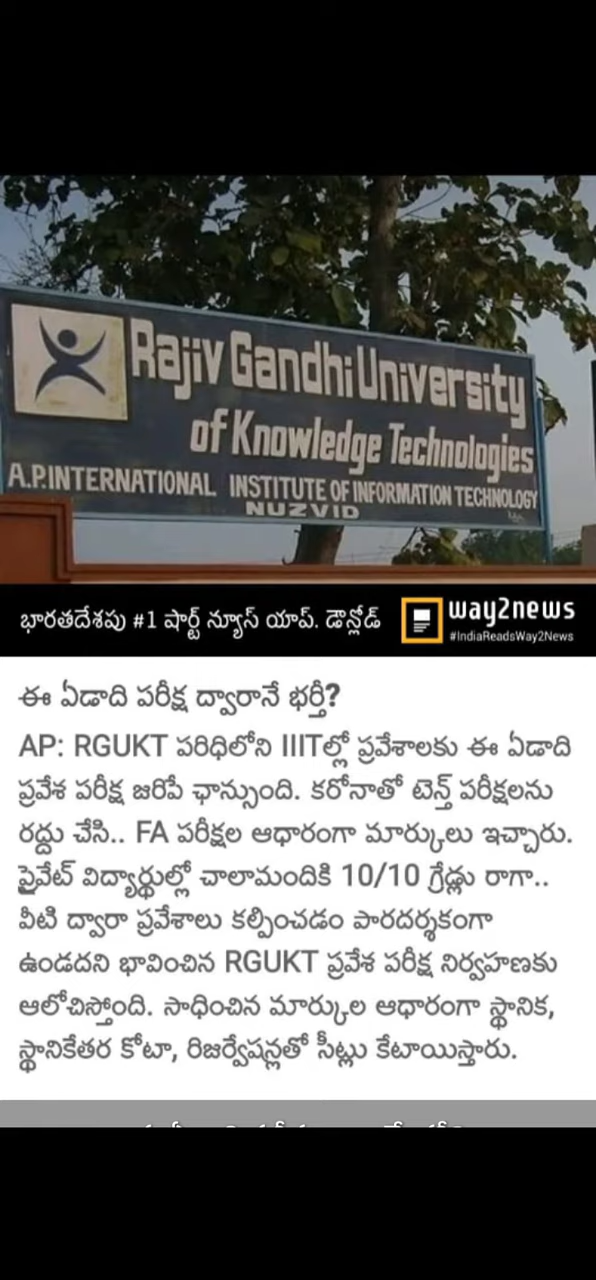 Rajiv Gandhi University
of Knowledge Technologies
A.P.INTERNATIONAL INSTITUTE OF INFORMATION TECHNOLOGY
NUZVID
భారతదేశపు #1 షార్ట్ న్యూస్ యాప్. డౌన్లోడ్
way2news
#IndiaReadsWay2News
ఈ ఏడాది పరీక్ష ద్వారానే భర్తీ?
AP: RGUKT పరిధిలోని IIITల్లో ప్రవేశాలకు ఈ ఏడాది
ప్రవేశ పరీక్ష జరిపే ఛాన్సుంది. కరోనాతో టెన్త్ పరీక్షలను
రద్దు చేసి.. FA పరీక్షల ఆధారంగా మార్కులు ఇచ్చారు.
ప్రైవేట్ విద్యార్థుల్లో చాలామందికి 10/10 గ్రేడ్లు రాగా..
వీటి ద్వారా ప్రవేశాలు కల్పించడం పారదర్శకంగా
ఉండదని భావించిన RGUKT ప్రవేశ పరీక్ష నిర్వహణకు
ఆలోచిస్తోంది. సాధించిన మార్కుల ఆధారంగా స్థానిక,
స్థానికేతర కోటా, రిజర్వేషన్లతో సీట్లు కేటాయిస్తారు.